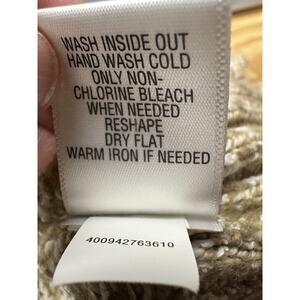 WASH INSIDE OUT
HAND WASH COLD
ONLY NON-
CHLORINE BLEACH
WHEN NEEDED
RESHAPE
DRY FLAT
WARM IRON IF NEEDED
400942763610